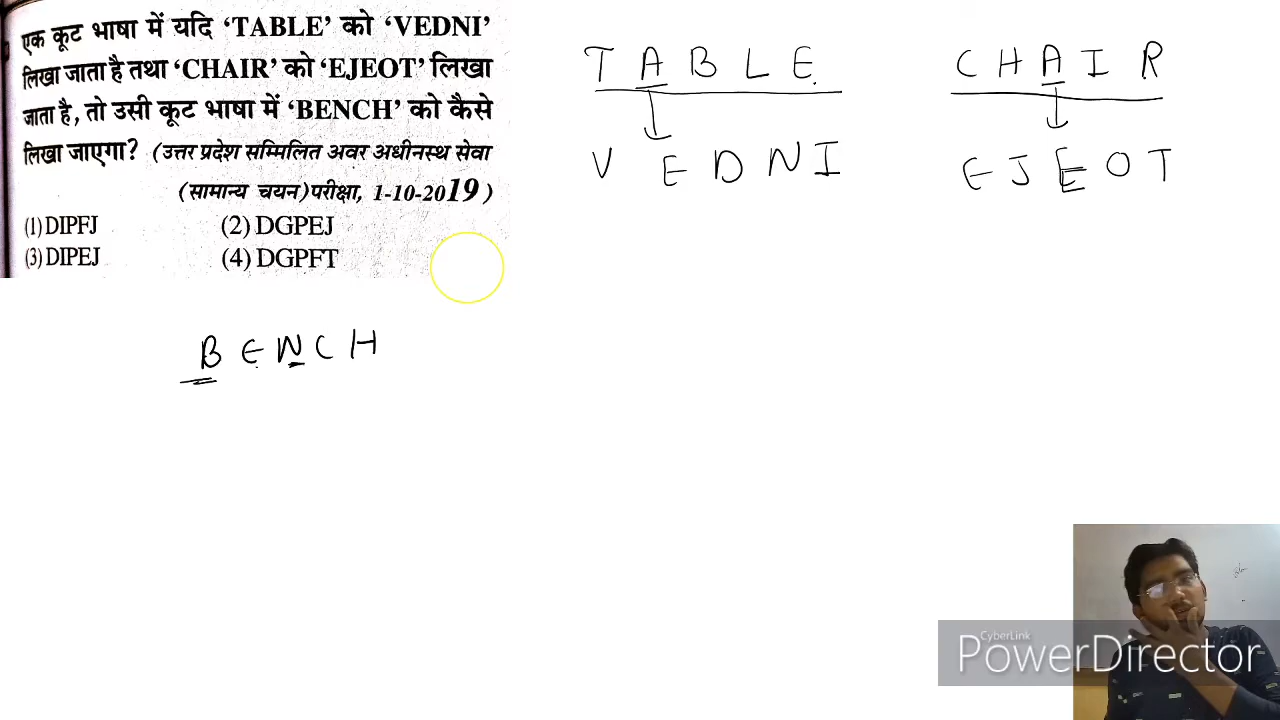 एक कूट भाषा में यदि ‘TABLE’ को ‘VEDNI’
लिखा जाता है तथा ‘CHAIR’ को ‘EJEOT’ लिखा
जाता है, तो उसी कूट भाषा में ‘BENCH’ को कैसे
लिखा जाएगा? (उत्तर प्रदेश सम्मिलित अवर अधीनस्थ सेवा
(सामान्य चयन) परीक्षा, 1-10-2019)
(1) DIPFJ (2) DGPEJ
(3) DIPEJ (4) DGPFT
T A B L E
V E D N I
C H A I R
E J E O T
B E N C H
CyberLink
PowerDirector